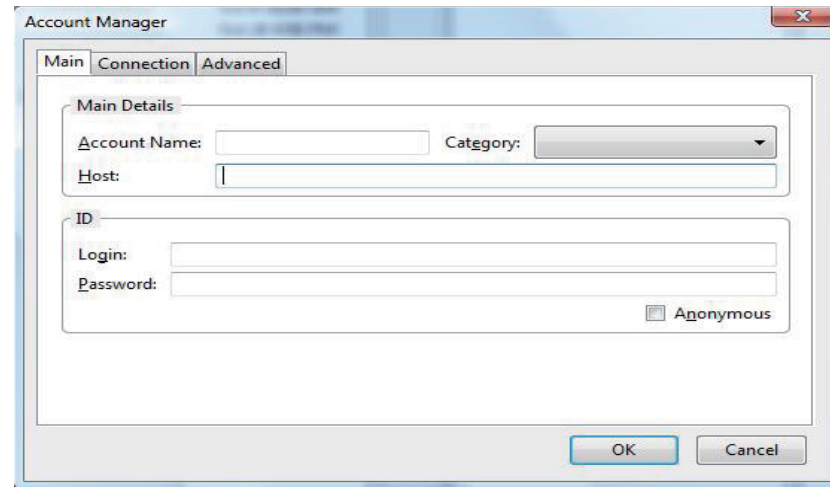 Account Manager
Main Connection Advanced
Main Details
Account Name: Category:
Host:
ID
Login:
Password:
Anonymous
OK Cancel